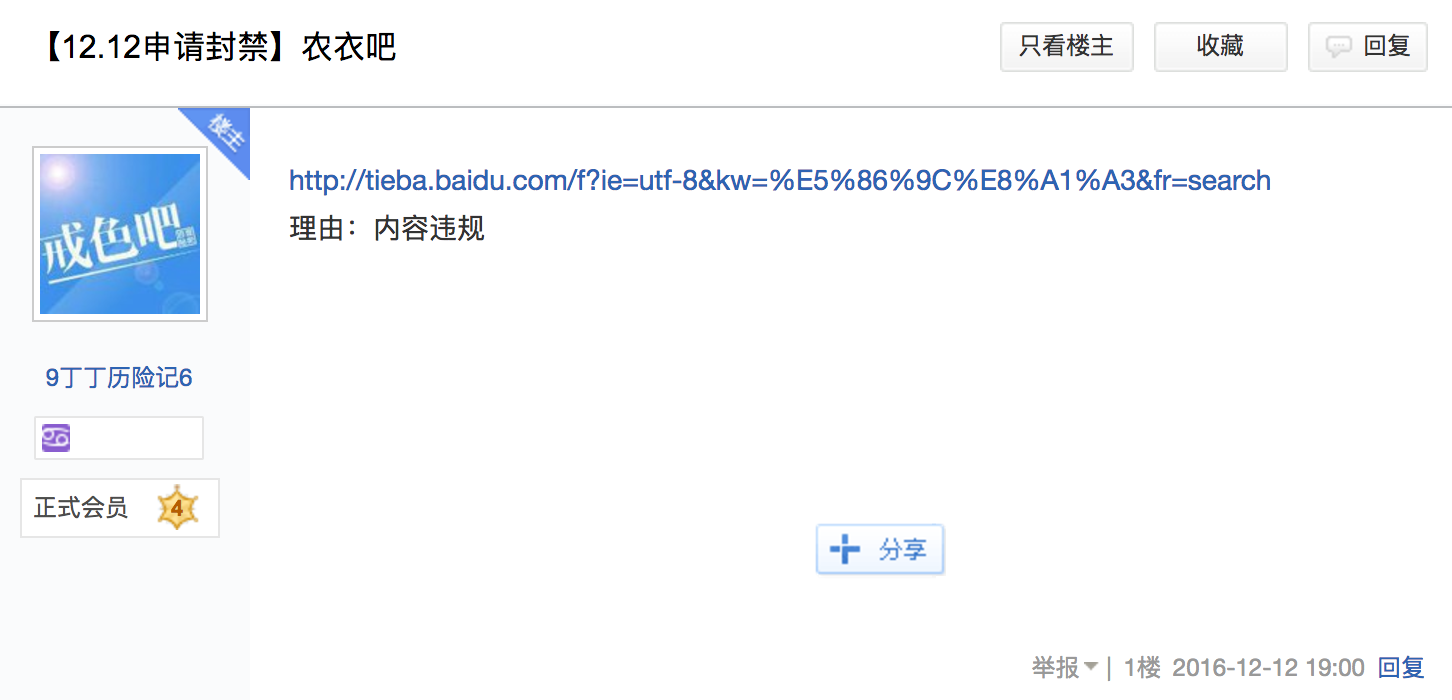 【12.12申请封禁】农衣吧
只看楼主
收藏
回复
楼主
戒色吧
http://tieba.baidu.com/f?ie=utf-8&kw=%E5%86%9C%E8%A1%A3&fr=search
理由：内容违规
9丁丁历险记6
正式会员 4
分享
举报 | 1楼 2016-12-12 19:00 回复